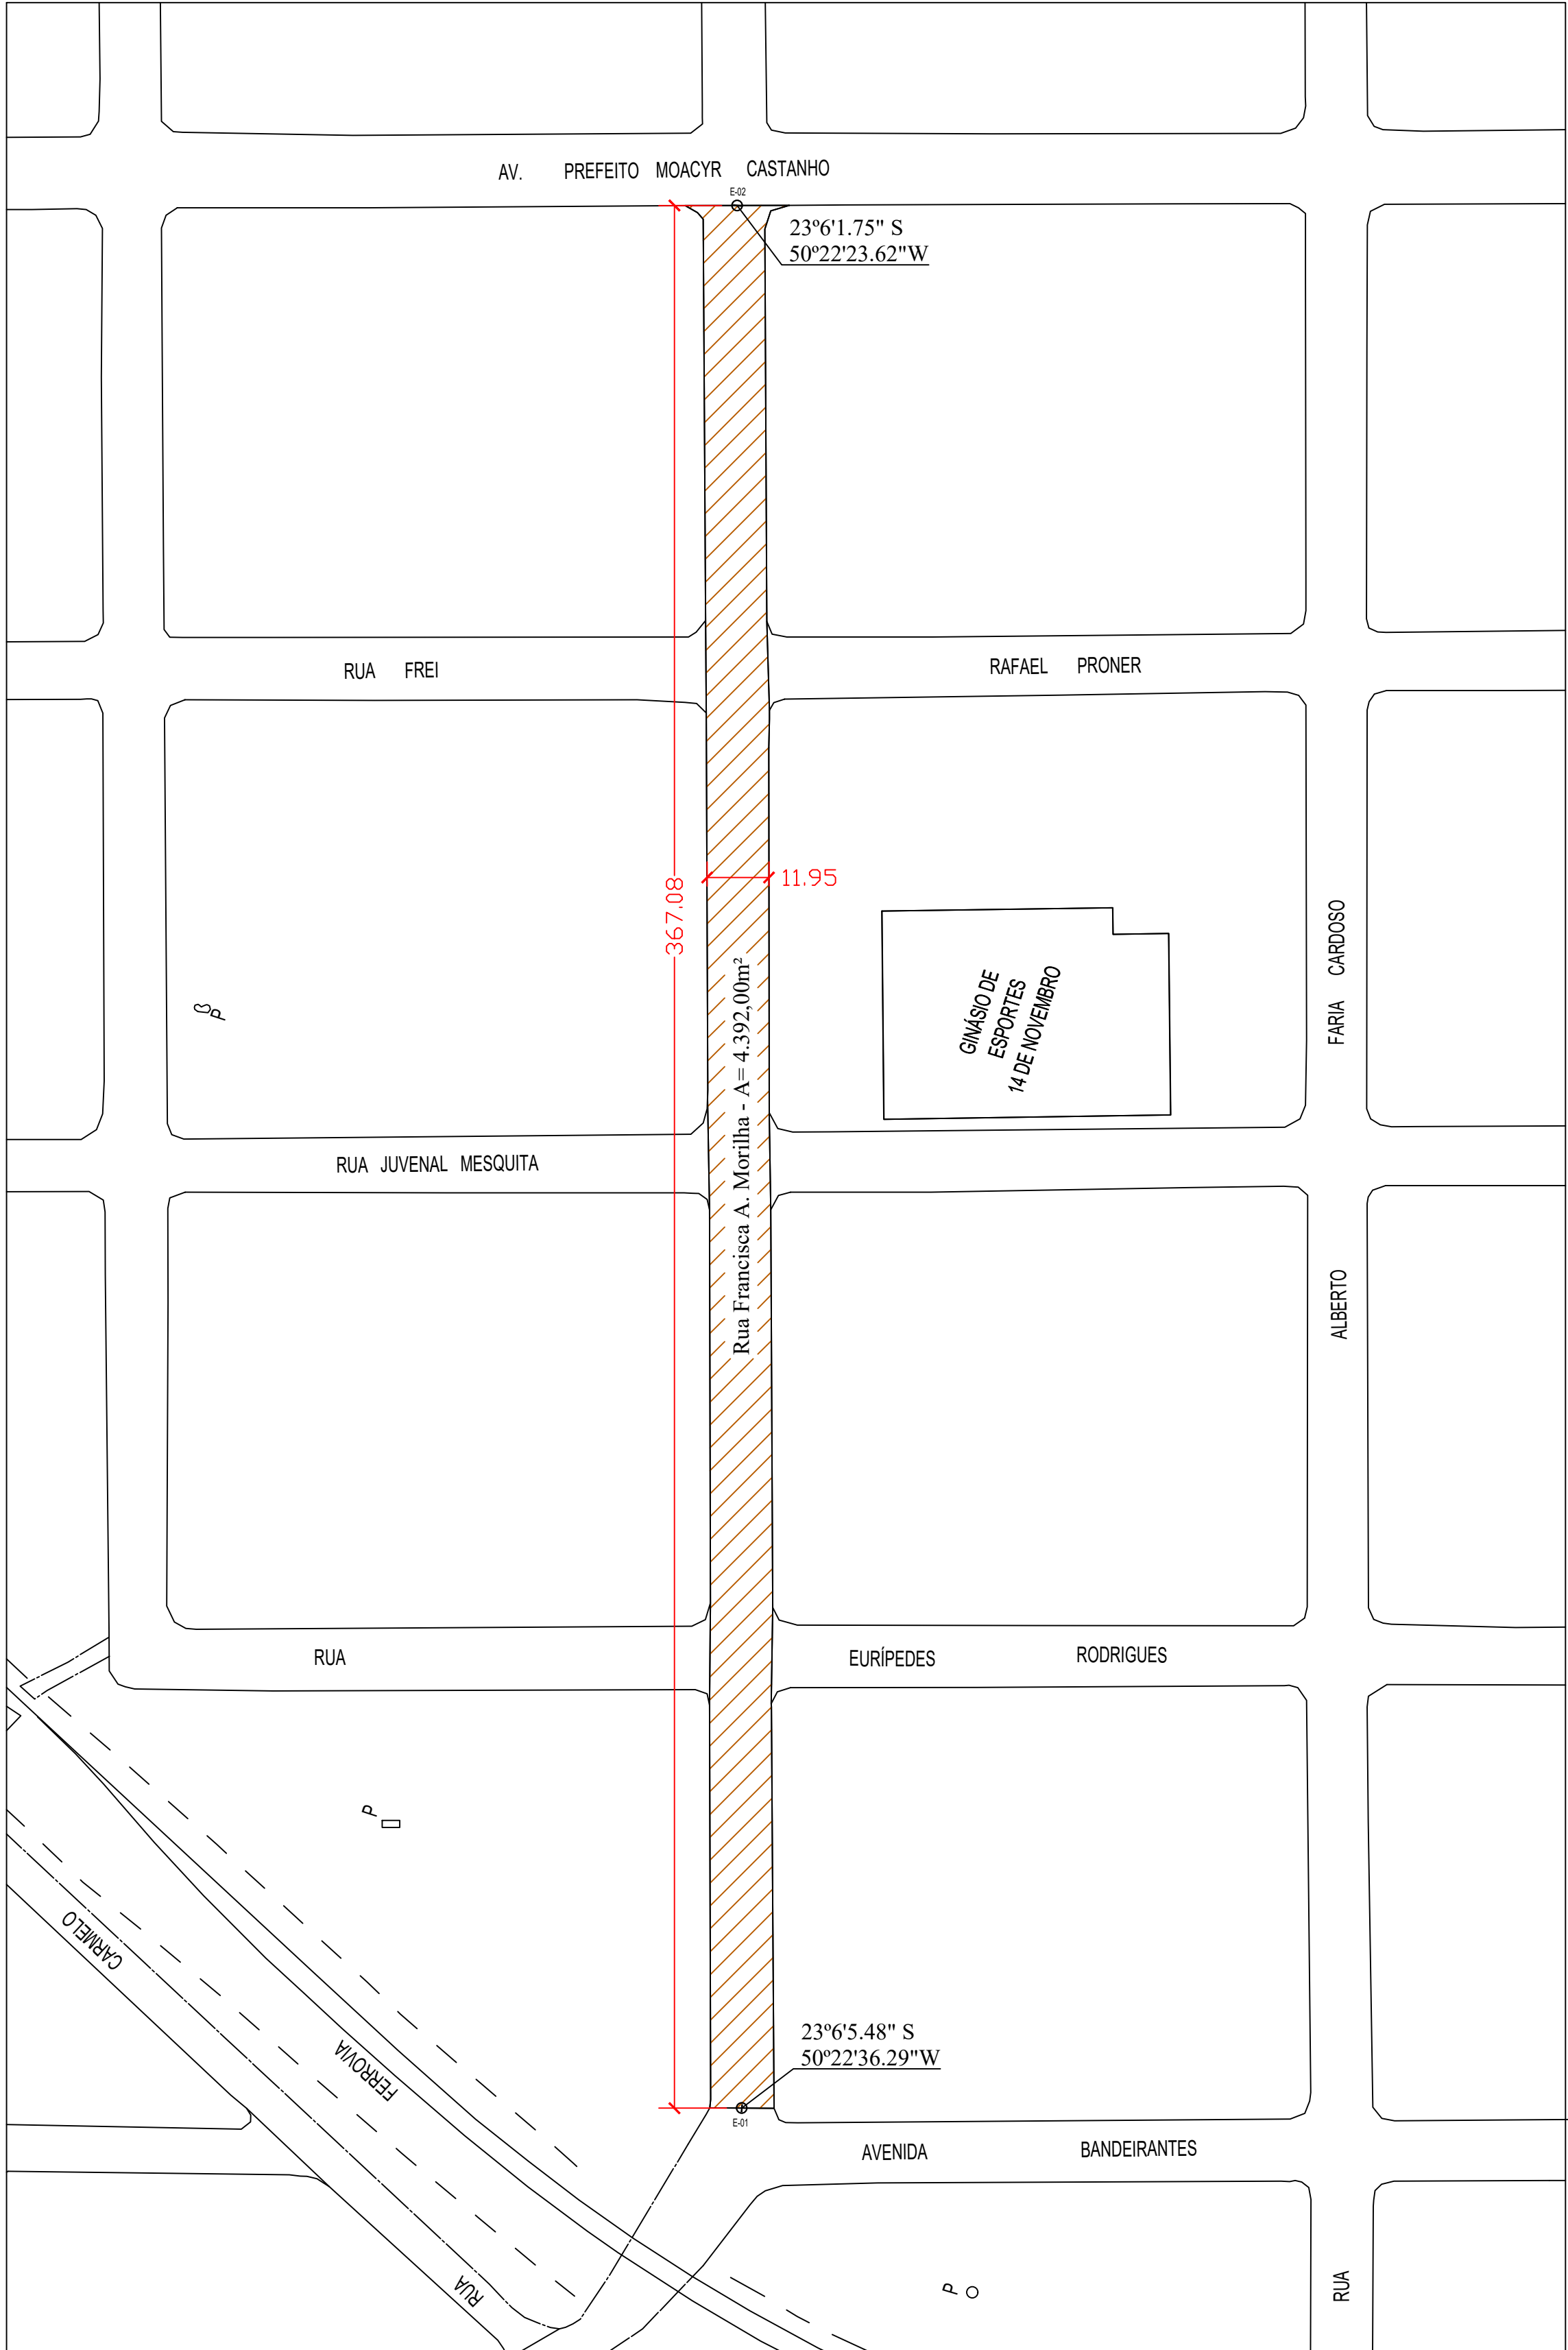 AV. PREFEITO MOACYR CASTANHO
E-02
23º6'1.75" S
50º22'23.62"W
RUA FREI RAFAEL PRONER
367.08
11.95
Rua Francisca A. Morilha - A= 4.392,00m²
GINÁSIO DE
ESPORTES
14 DE NOVEMBRO
P
RUA JUVENAL MESQUITA
RUA ALBERTO FARIA CARDOSO
RUA EURÍPEDES RODRIGUES
P
RUA CARMELO
FERROVIA
23º6'5.48" S
50º22'36.29"W
E-01
AVENIDA BANDEIRANTES
P